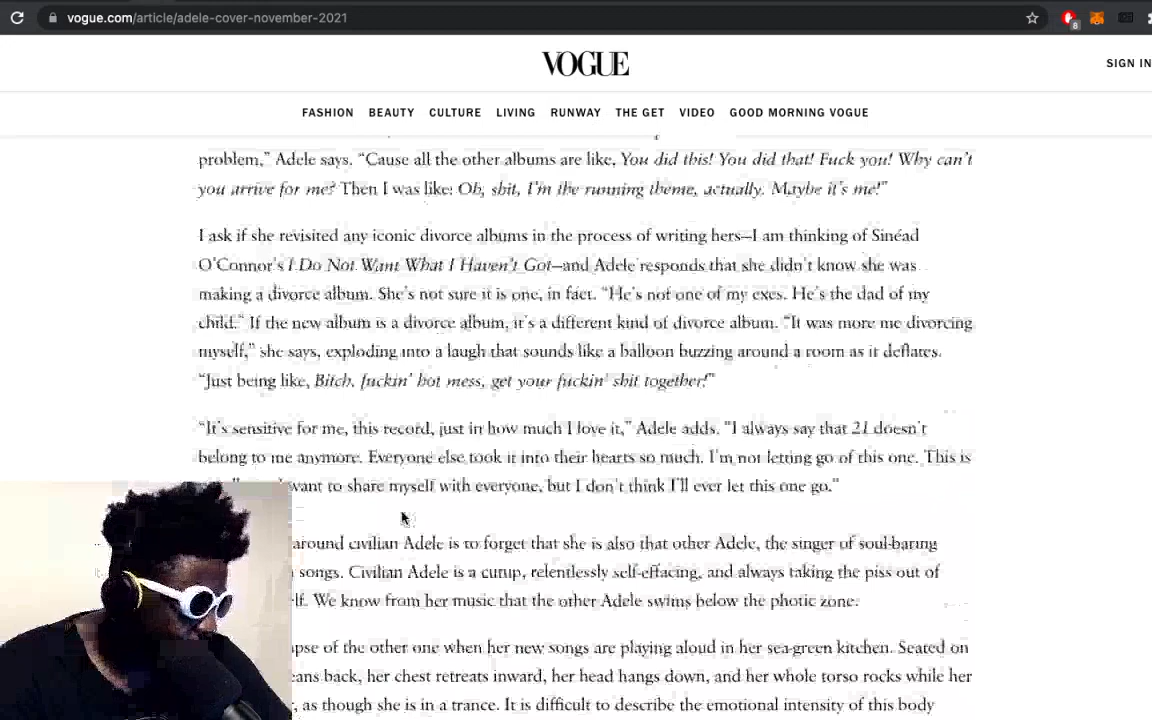 vogue.com/article/adele-cover-november-2021
8
VOGUE
SIGN IN
FASHION BEAUTY CULTURE LIVING RUNWAY THE GET VIDEO GOOD MORNING VOGUE
problem,” Adele says. “Cause all the other albums are like, You did this! You did that! Fuck you! Why can’t
you arrive for me? Then I was like: Oh, shit, I’m the running theme, actually. Maybe it’s me!”
I ask if she revisited any iconic divorce albums in the process of writing hers—I am thinking of Sinéad
O’Connor’s I Do Not Want What I Haven’t Got—and Adele responds that she didn’t know she was
making a divorce album. She’s not sure it is one, in fact. “He’s not one of my exes. He’s the dad of my
child.” If the new album is a divorce album, it’s a different kind of divorce album. “It was more me divorcing
myself,” she says, exploding into a laugh that sounds like a balloon buzzing around a room as it deflates.
“Just being like, Bitch, fuckin’ hot mess, get your fuckin’ shit together!”
“It’s sensitive for me, this record, just in how much I love it,” Adele adds. “I always say that 21 doesn’t
belong to me anymore. Everyone else took it into their hearts so much. I’m not letting go of this one. This is
want to share myself with everyone, but I don’t think I’ll ever let this one go.”
around civilian Adele is to forget that she is also that other Adele, the singer of soul-baring
songs. Civilian Adele is a cutup, relentlessly self-effacing, and always taking the piss out of
We know from her music that the other Adele swims below the photic zone.
of the other one when her new songs are playing aloud in her sea-green kitchen. Seated on
back, her chest retreats inward, her head hangs down, and her whole torso rocks while her
as though she is in a trance. It is difficult to describe the emotional intensity of this body